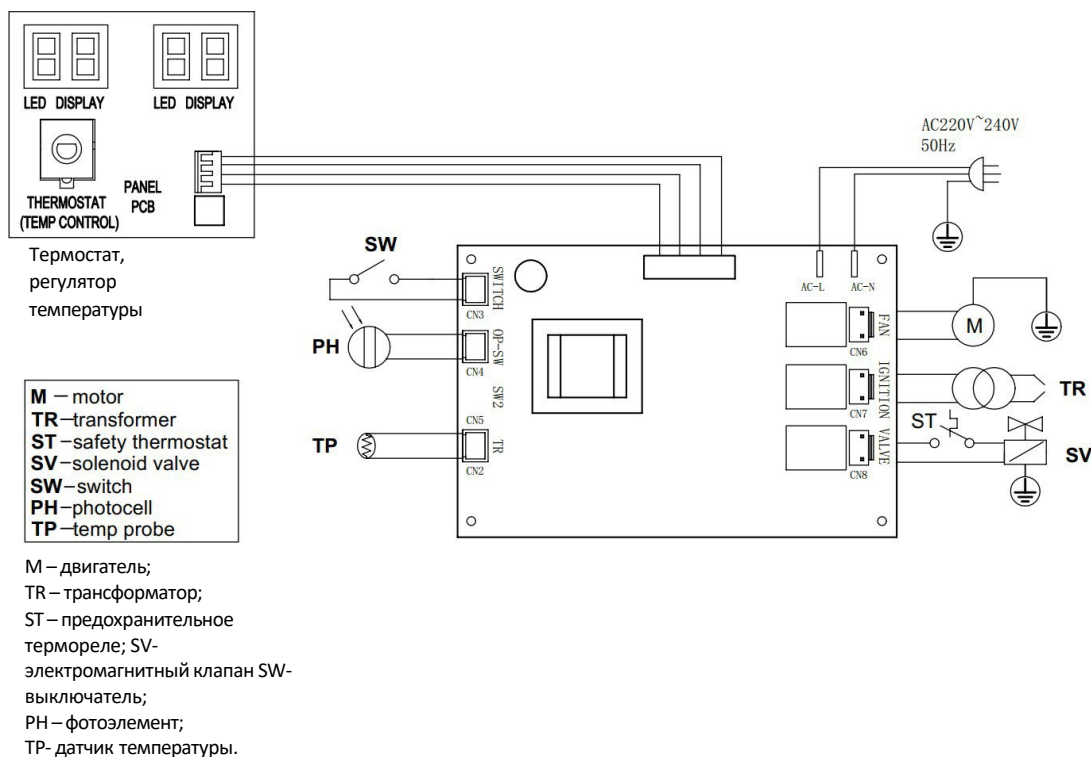 LED DISPLAY
LED DISPLAY
THERMOSTAT
(TEMP CONTROL)
PANEL
PCB
Термостат,
регулятор
температуры
AC220V~240V
50Hz
AC-L
AC-N
SW
SWITCH
CN3
PH
OP-SW
CN4
SW2
CN5
TP
TR
CN2
FAN
CN6
M
IGNITION
CN7
TR
VALVE
CN8
ST
SV
M – motor
TR–transformer
ST–safety thermostat
SV–solenoid valve
SW–switch
PH–photocell
TP–temp probe
М – двигатель;
TR – трансформатор;
ST – предохранительное
термореле; SV-
электромагнитный клапан SW-
выключатель;
PH – фотоэлемент;
TP- датчик температуры.